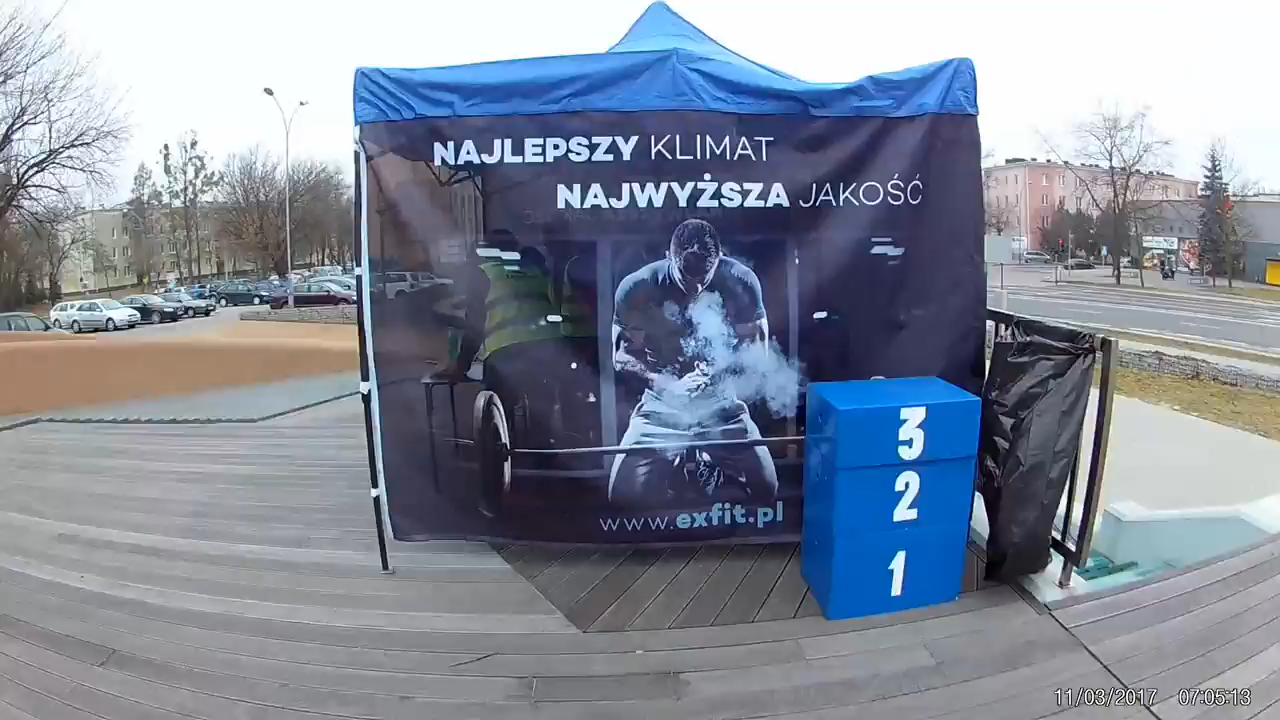 NAJLEPSZY KLIMAT
NAJWYŻSZA JAKOŚĆ
www.exfit.pl
3
2
1
11/03/2017 07:05:13